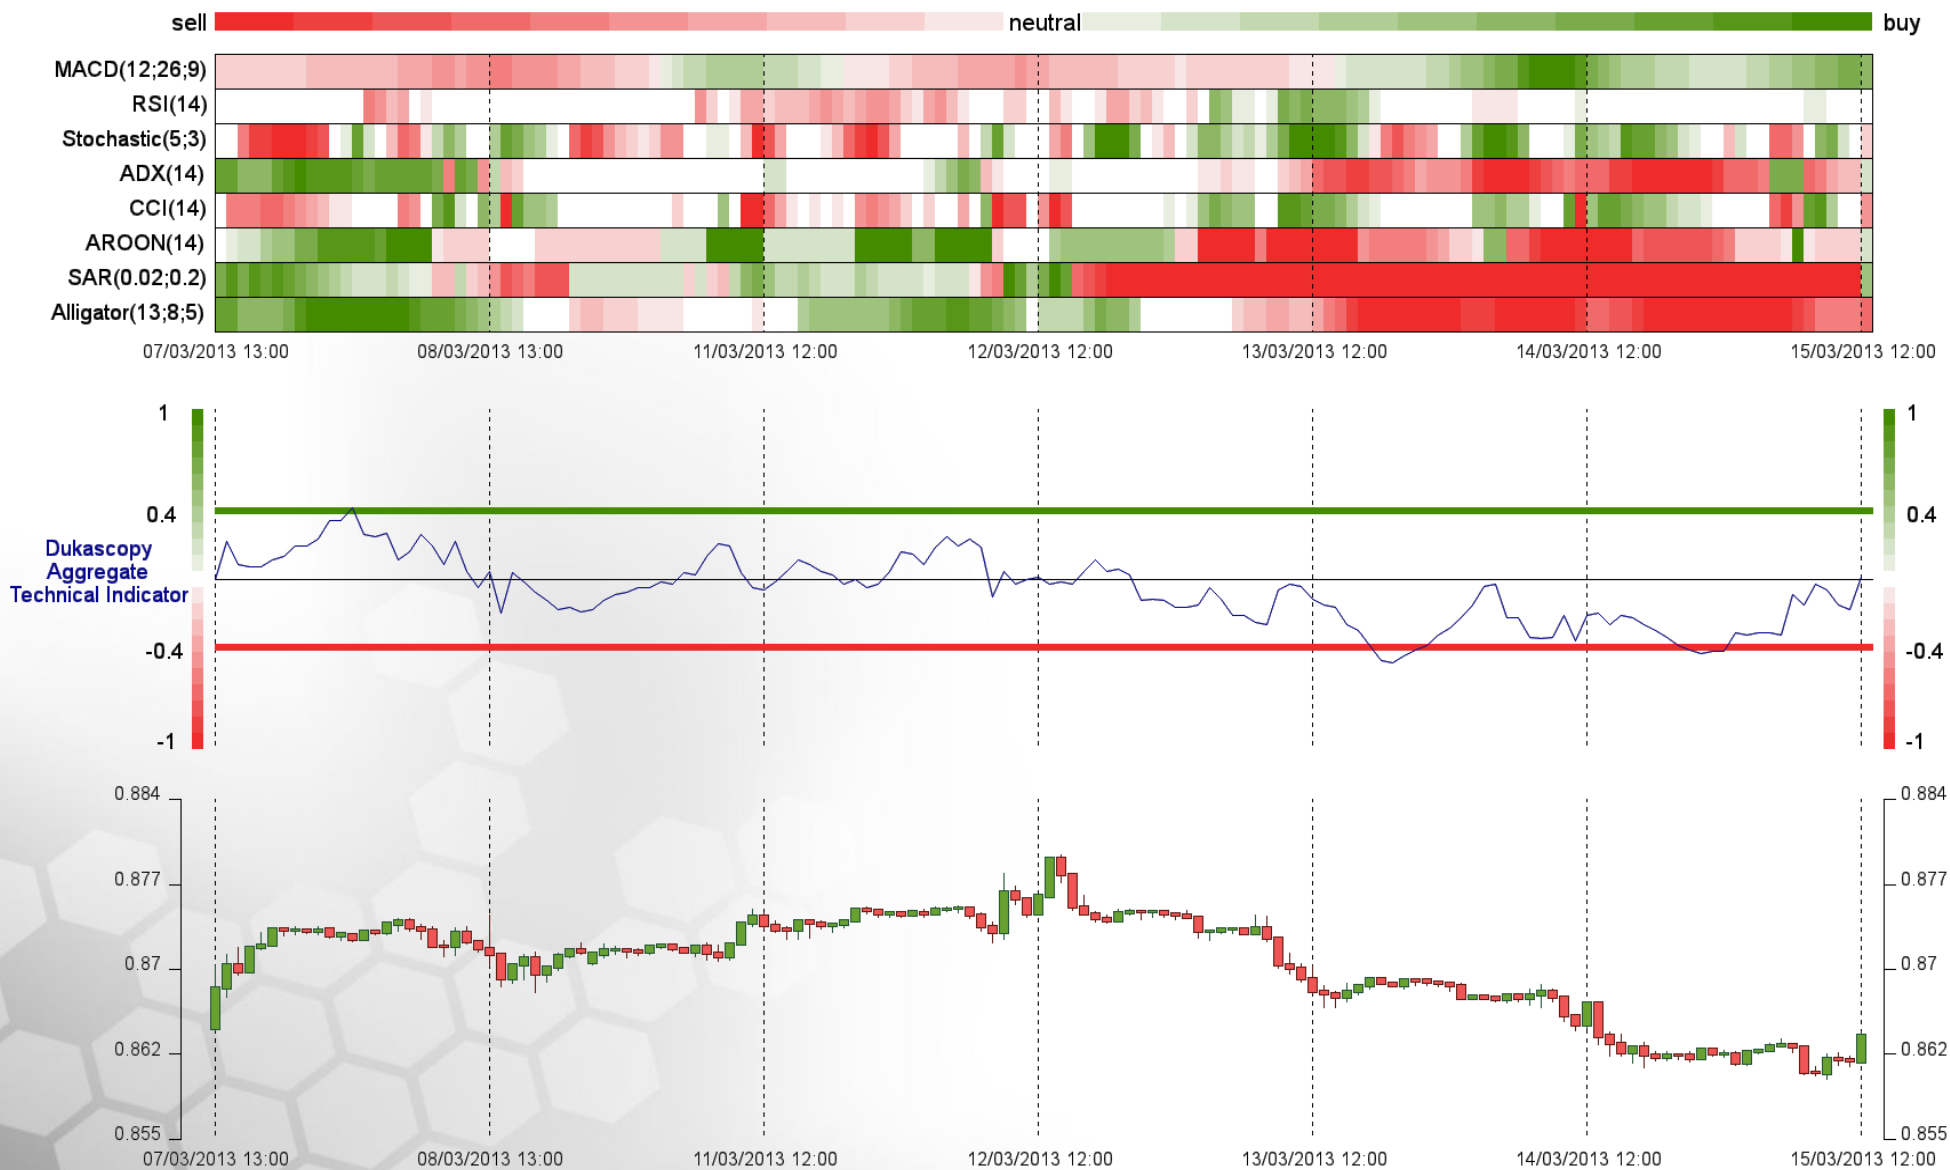 sell neutral buy
MACD(12;26;9)
RSI(14)
Stochastic(5;3)
ADX(14)
CCI(14)
AROON(14)
SAR(0.02;0.2)
Alligator(13;8;5)
07/03/2013 13:00 08/03/2013 13:00 11/03/2013 12:00 12/03/2013 12:00 13/03/2013 12:00 14/03/2013 12:00 15/03/2013 12:00
1 1
0.4 0.4
Dukascopy
Aggregate
Technical Indicator
-0.4 -0.4
-1 -1
0.884 0.884
0.877 0.877
0.87 0.87
0.862 0.862
0.855 0.855
07/03/2013 13:00 08/03/2013 13:00 11/03/2013 12:00 12/03/2013 12:00 13/03/2013 12:00 14/03/2013 12:00 15/03/2013 12:00